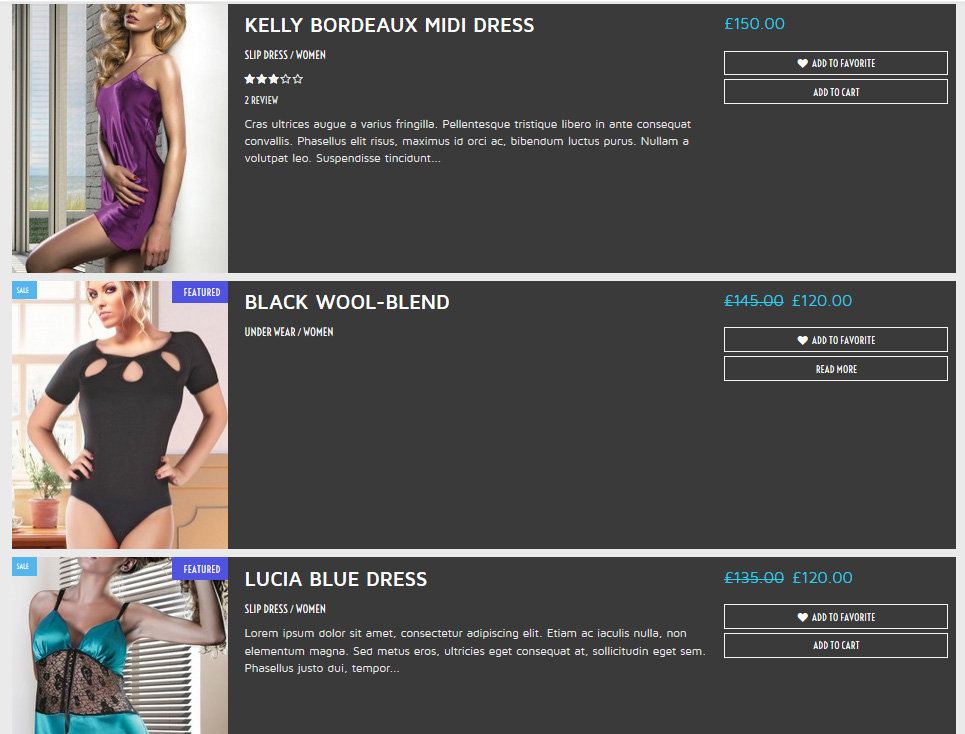 KELLY BORDEAUX MIDI DRESS
£150.00
SLIP DRESS / WOMEN
2 REVIEW
ADD TO FAVORITE
ADD TO CART
Cras ultrices augue a varius fringilla. Pellentesque tristique libero in ante consequat
convallis. Phasellus elit risus, maximus id orci ac, bibendum luctus purus. Nullam a
volutpat leo. Suspendisse tincidunt...
SALE
FEATURED
BLACK WOOL-BLEND
£145.00 £120.00
UNDER WEAR / WOMEN
ADD TO FAVORITE
READ MORE
SALE
FEATURED
LUCIA BLUE DRESS
£135.00 £120.00
SLIP DRESS / WOMEN
ADD TO FAVORITE
ADD TO CART
Lorem ipsum dolor sit amet, consectetur adipiscing elit. Etiam ac iaculis nulla, non
elementum magna. Sed metus eros, ultricies eget consequat at, sollicitudin eget sem.
Phasellus justo dui, tempor...